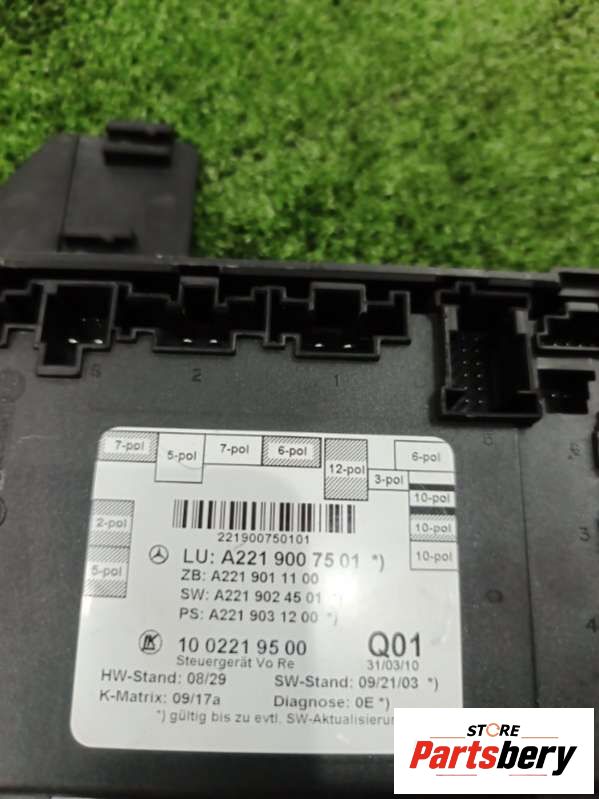 5
2
1
6
3
4
7-pol
5-pol
7-pol
6-pol
12-pol
3-pol
6-pol
10-pol
10-pol
10-pol
2-pol
5-pol
221900750101
LU: A221 900 75 01 *)
ZB: A221 901 11 00
SW: A221 902 45 01 *)
PS: A221 903 12 00 *)
LK
10 0221 95 00
Q01
Steuergerät Vo Re
31/03/10
HW-Stand: 08/29
SW-Stand: 09/21/03 *)
K-Matrix: 09/17a
Diagnose: 0E *)
*) gültig bis zu evtl.
STORE
Partsbery